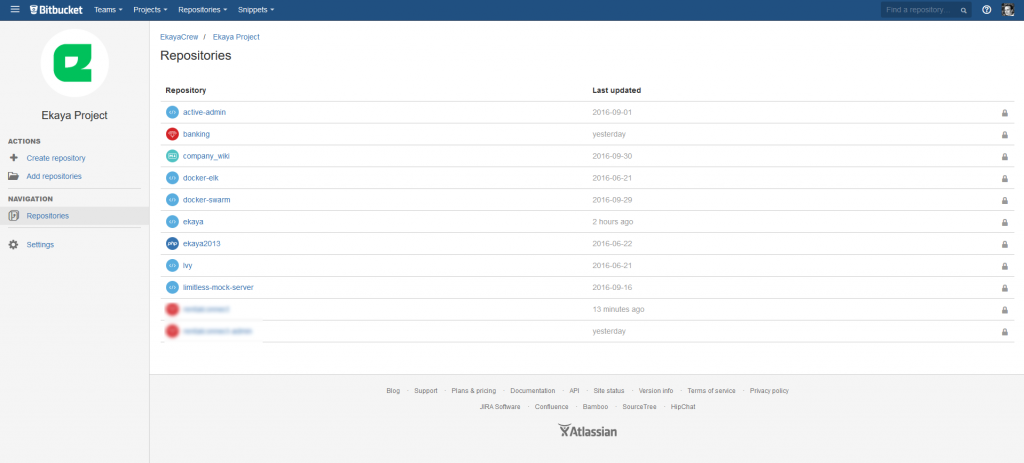 Bitbucket Teams Projects Repositories Snippets Find a repository...
Ekaya Project
ACTIONS
Create repository
Add repositories
NAVIGATION
Repositories
Settings
EkayaCrew / Ekaya Project
Repositories
Repository Last updated
active-admin 2016-09-01
banking yesterday
company_wiki 2016-09-30
docker-elk 2016-06-21
docker-swarm 2016-09-29
ekaya 2 hours ago
php ekaya2013 2016-06-22
lvy 2016-06-21
limitless-mock-server 2016-09-16
13 minutes ago
yesterday
Blog · Support · Plans & pricing · Documentation · API · Site status · Version info · Terms of service · Privacy policy
JIRA Software · Confluence · Bamboo · SourceTree · HipChat
Atlassian